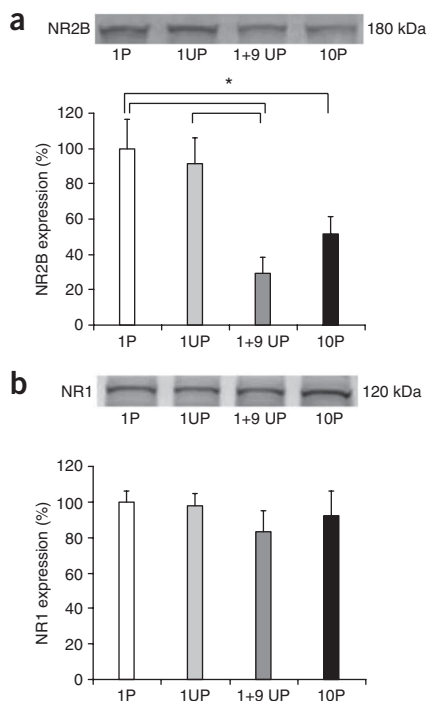 a
NR2B 180 kDa
1P 1UP 1+9 UP 10P
*
120
100
80
60
40
20
0
NR2B expression (%)
1P 1UP 1+9 UP 10P
b
NR1 120 kDa
1P 1UP 1+9 UP 10P
120
100
80
60
40
20
0
NR1 expression (%)
1P 1UP 1+9 UP 10P